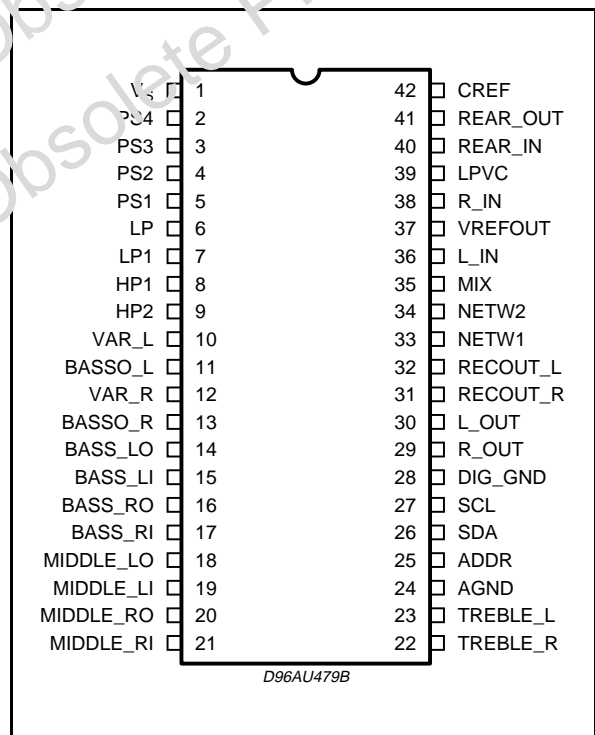 Obsolete P
Obsolete
VS 1 42 CREF
PS4 2 41 REAR_OUT
PS3 3 40 REAR_IN
PS2 4 39 LPVC
PS1 5 38 R_IN
LP 6 37 VREFOUT
LP1 7 36 L_IN
HP1 8 35 MIX
HP2 9 34 NETW2
VAR_L 10 33 NETW1
BASSO_L 11 32 RECOUT_L
VAR_R 12 31 RECOUT_R
BASSO_R 13 30 L_OUT
BASS_LO 14 29 R_OUT
BASS_LI 15 28 DIG_GND
BASS_RO 16 27 SCL
BASS_RI 17 26 SDA
MIDDLE_LO 18 25 ADDR
MIDDLE_LI 19 24 AGND
MIDDLE_RO 20 23 TREBLE_L
MIDDLE_RI 21 22 TREBLE_R
D96AU479B